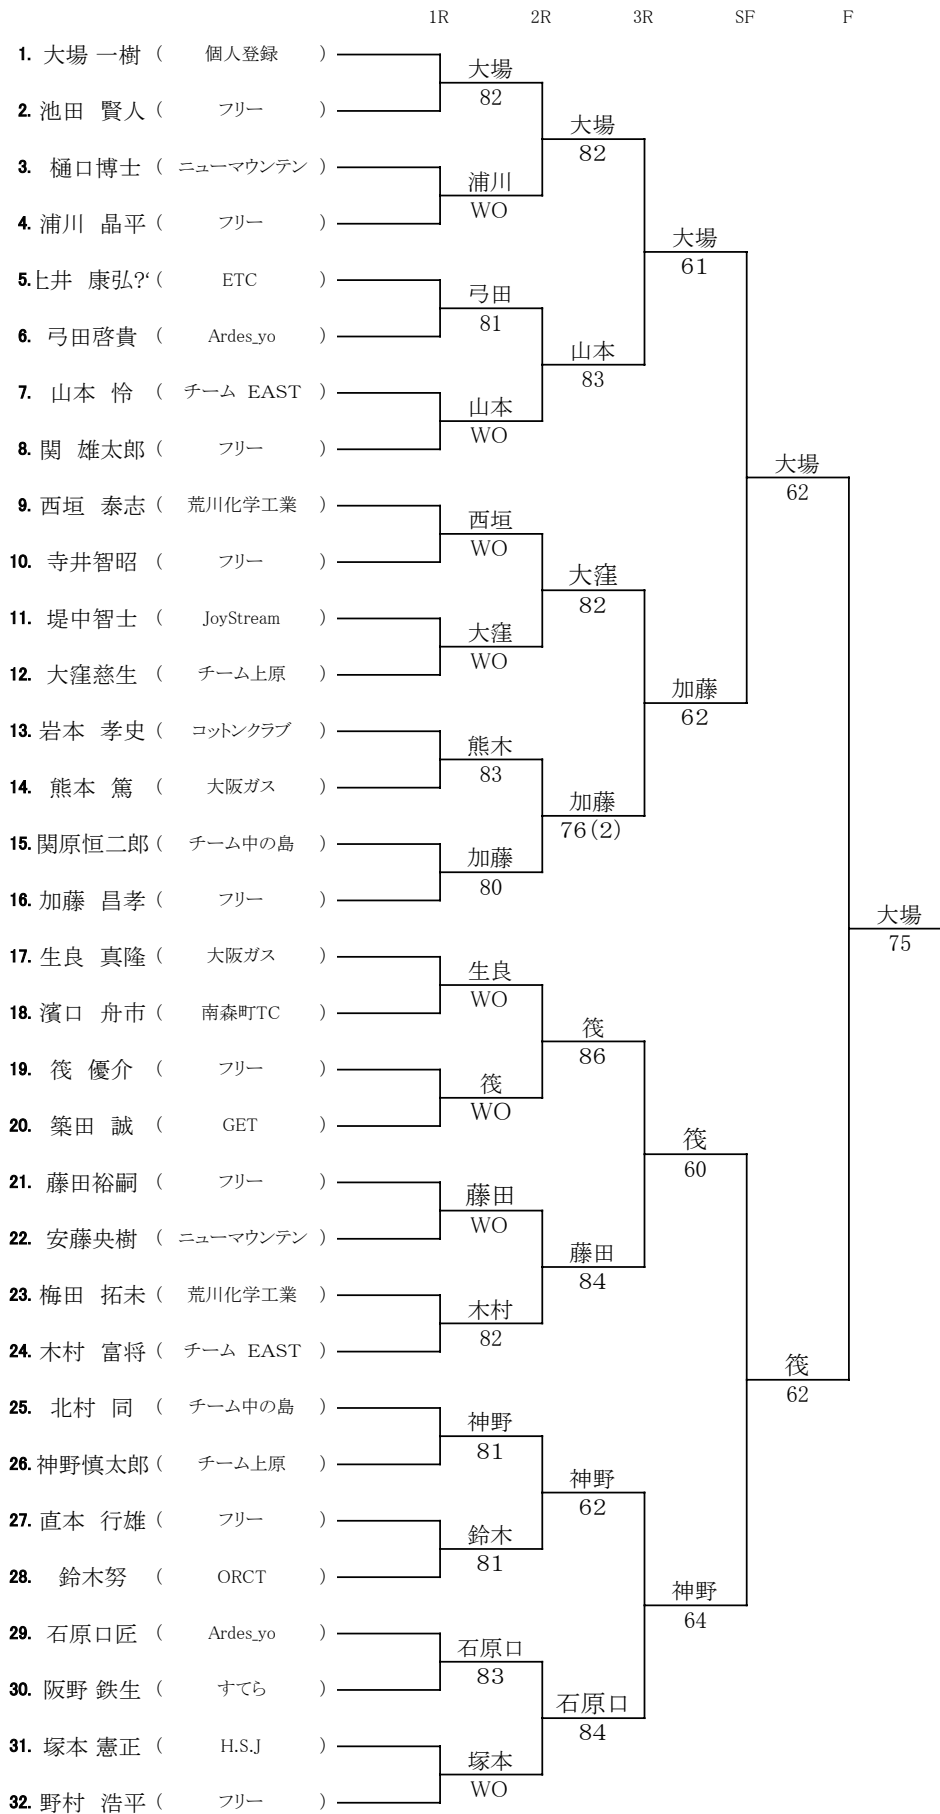 1R 2R 3R SF F
1. 大場 一樹 ( 個人登録 )
大場
82
2. 池田 賢人 ( フリー )
大場
82
3. 樋口博士 ( ニューマウンテン )
浦川
WO
4. 浦川 晶平 ( フリー )
大場
61
5. 上井 康弘?' ( ETC )
弓田
81
6. 弓田啓貴 ( Ardes_yo )
山本
83
7. 山本 怜 ( チーム EAST )
山本
WO
8. 関 雄太郎 ( フリー )
大場
62
9. 西垣 泰志 ( 荒川化学工業 )
西垣
WO
10. 寺井智昭 ( フリー )
大窪
82
11. 堤中智士 ( JoyStream )
大窪
WO
12. 大窪慈生 ( チーム上原 )
加藤
62
13. 岩本 孝史 ( コットンクラブ )
熊木
83
14. 熊本 篤 ( 大阪ガス )
加藤
76(2)
15. 関原恒二郎 ( チーム中の島 )
加藤
80
16. 加藤 昌孝 ( フリー )
大場
75
17. 生良 真隆 ( 大阪ガス )
生良
WO
18. 濱口 舟市 ( 南森町TC )
筏
86
19. 筏 優介 ( フリー )
筏
WO
20. 築田 誠 ( GET )
筏
60
21. 藤田裕嗣 ( フリー )
藤田
WO
22. 安藤央樹 ( ニューマウンテン )
藤田
84
23. 梅田 拓未 ( 荒川化学工業 )
木村
82
24. 木村 富将 ( チーム EAST )
筏
62
25. 北村 同 ( チーム中の島 )
神野
81
26. 神野慎太郎 ( チーム上原 )
神野
62
27. 直本 行雄 ( フリー )
鈴木
81
28. 鈴木努 ( ORCT )
神野
64
29. 石原口匠 ( Ardes_yo )
石原口
83
30. 阪野 鉄生 ( すてら )
石原口
84
31. 塚本 憲正 ( H.S.J )
塚本
WO
32. 野村 浩平 ( フリー )